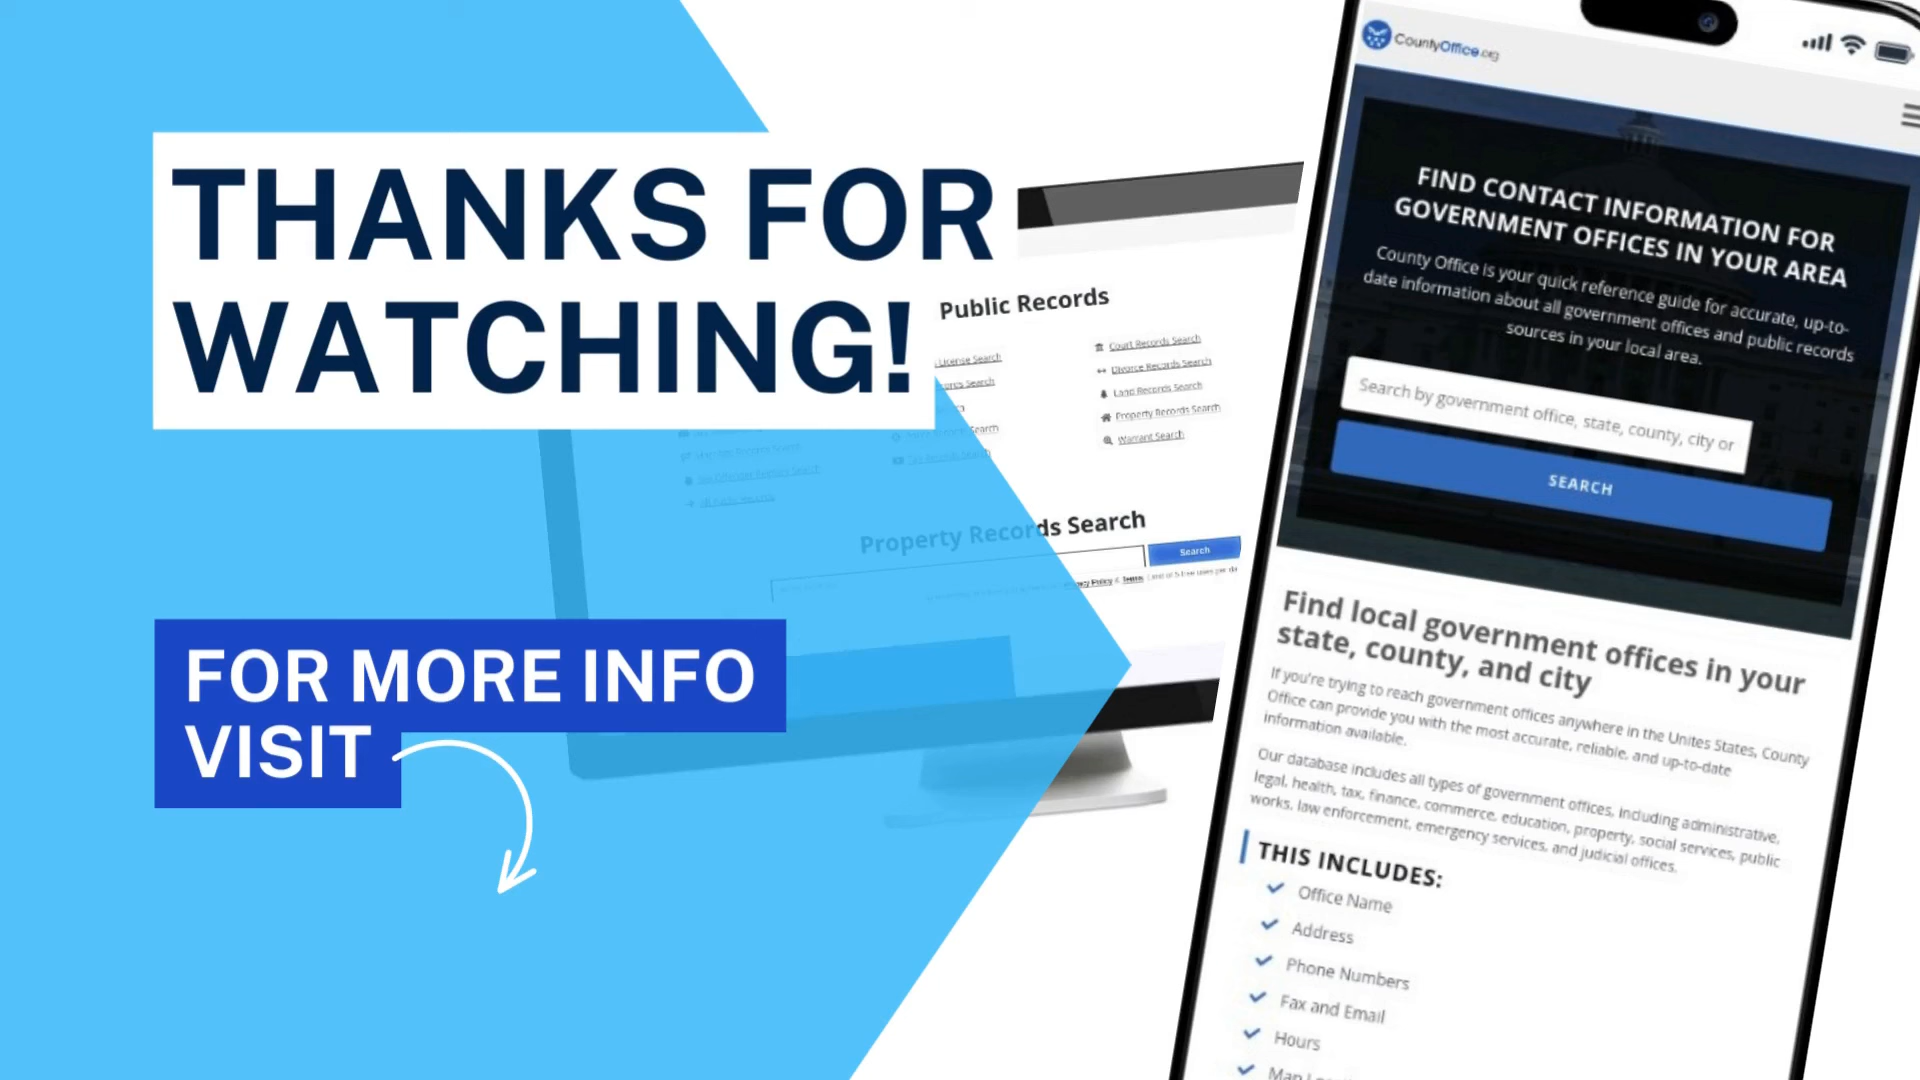 THANKS FOR
WATCHING!
FOR MORE INFO
VISIT
Public Records
License Search
Search
Search
Court Records Search
Divorce Records Search
Land Records Search
Property Records Search
Warrant Search
Property Records Search
Search
Policy & Terms
CountyOffice.org
FIND CONTACT INFORMATION FOR
GOVERNMENT OFFICES IN YOUR AREA
County Office is your quick reference guide for accurate, up-to-
date information about all government offices and public records
sources in your local area.
Search by government office, state, county, city or
SEARCH
Find local government offices in your
state, county, and city
If you're trying to reach government offices anywhere in the Unites States, County
Office can provide you with the most accurate, reliable, and up-to-date
information available.
Our database includes all types of government offices, including administrative,
legal, health, tax, finance, commerce, education, property, social services, public
works, law enforcement, emergency services, and judicial offices.
THIS INCLUDES:
Office Name
Address
Phone Numbers
Fax and Email
Hours
Map